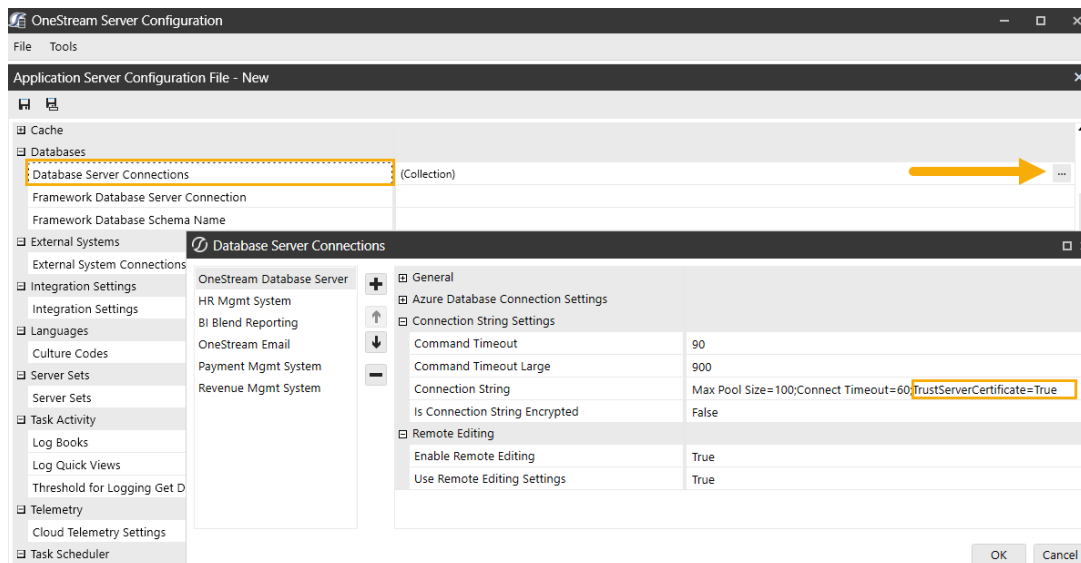 OneStream Server Configuration
File Tools
Application Server Configuration File - New
Cache
Databases
Database Server Connections (Collection) ...
Framework Database Server Connection
Framework Database Schema Name
External Systems
External System Connections
Integration Settings
Integration Settings
Languages
Culture Codes
Server Sets
Server Sets
Task Activity
Log Books
Log Quick Views
Threshold for Logging Get D
Telemetry
Cloud Telemetry Settings
Task Scheduler
Database Server Connections
OneStream Database Server
HR Mgmt System
BI Blend Reporting
OneStream Email
Payment Mgmt System
Revenue Mgmt System
General
Azure Database Connection Settings
Connection String Settings
Command Timeout 90
Command Timeout Large 900
Connection String Max Pool Size=100;Connect Timeout=60;TrustServerCertificate=True
Is Connection String Encrypted False
Remote Editing
Enable Remote Editing True
Use Remote Editing Settings True
OK Cancel